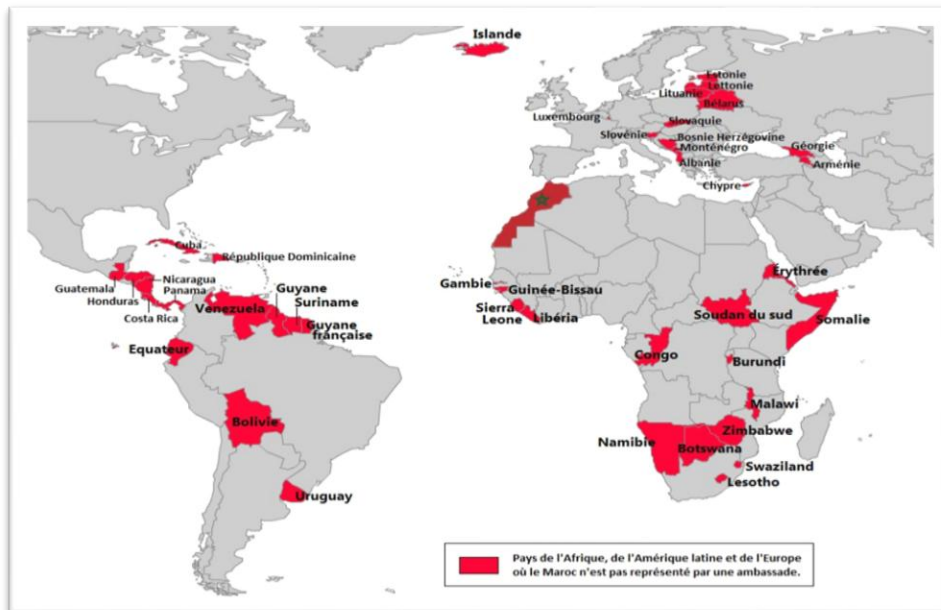 Islande
Estonie
Lettonie
Lituanie
Bélarus
Luxembourg
Slovaquie
Slovénie
Bosnie Herzégovine
Monténégro
Géorgie
Albanie
Arménie
Chypre
Cuba
République Dominicaine
Nicaragua
Guatemala
Panama
Honduras
Costa Rica
Guyane
Venezuela
Suriname
Guyane
française
Equateur
Bolivie
Uruguay
Érythrée
Gambie
Guinée-Bissau
Sierra
Leone
Libéria
Soudan du sud
Somalie
Congo
Burundi
Malawi
Zimbabwe
Namibie
Botswana
Swaziland
Lesotho
Pays de l'Afrique, de l'Amérique latine et de l'Europe
où le Maroc n'est pas représenté par une ambassade.